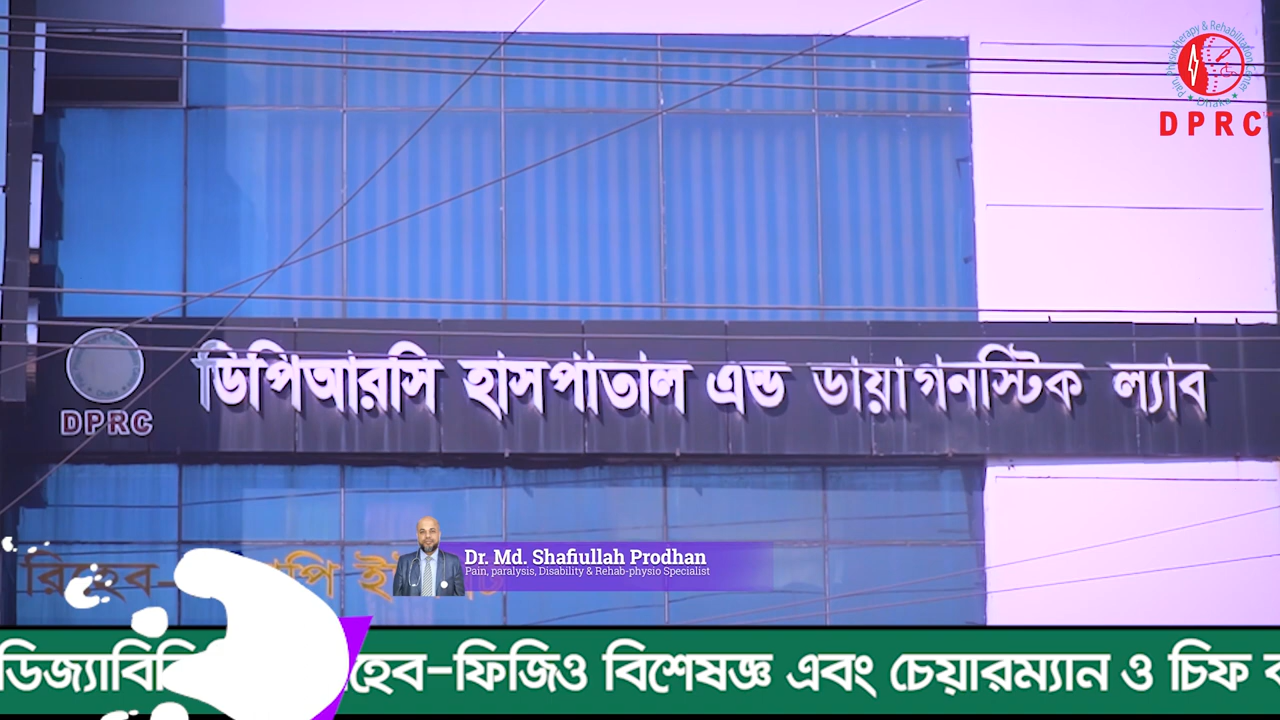 Pain, Physiotherapy & Rehabilitation Center
★ Dhaka ★
DPRC
ডিপিআরসি হাসপাতাল এন্ড ডায়াগনস্টিক ল্যাব
DPRC
রিহেব-
Dr. Md. Shafiullah Prodhan
Pain, paralysis, Disability & Rehab-physio Specialist
হেব-ফিজিও বিশেষজ্ঞ এবং চেয়ারম্যান ও চিফ